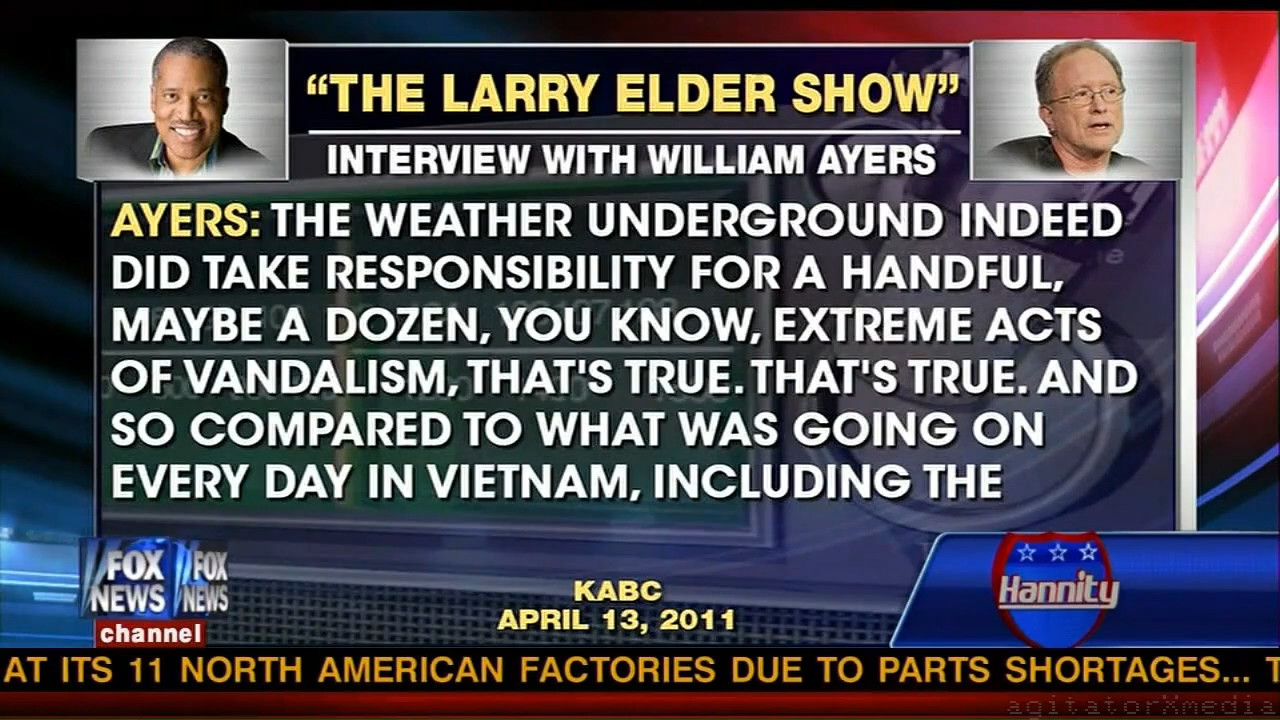 “THE LARRY ELDER SHOW”
INTERVIEW WITH WILLIAM AYERS
AYERS: THE WEATHER UNDERGROUND INDEED
DID TAKE RESPONSIBILITY FOR A HANDFUL,
MAYBE A DOZEN, YOU KNOW, EXTREME ACTS
OF VANDALISM, THAT'S TRUE. THAT'S TRUE. AND
SO COMPARED TO WHAT WAS GOING ON
EVERY DAY IN VIETNAM, INCLUDING THE
FOX NEWS
FOX NEWS
channel
KABC
APRIL 13, 2011
Hannity
AT ITS 11 NORTH AMERICAN FACTORIES DUE TO PARTS SHORTAGES... T
agitatorXmedia